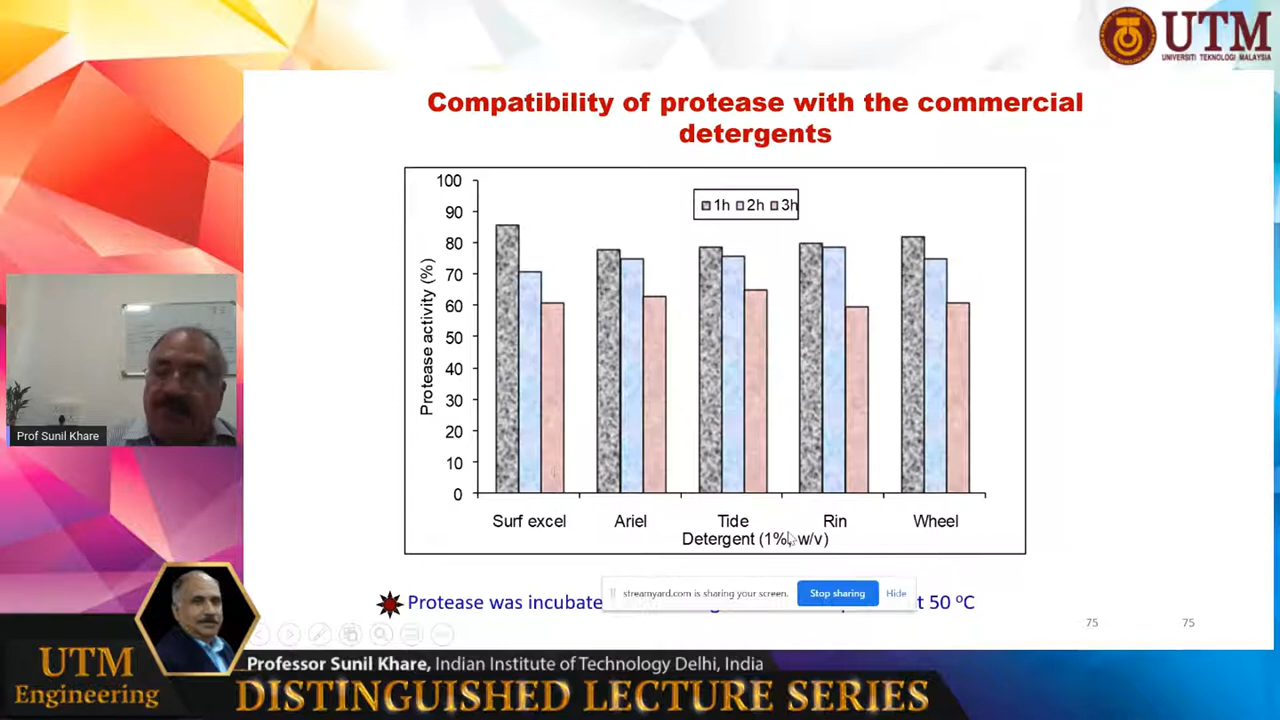 UTM
UNIVERSITI TEKNOLOGI MALAYSIA
Compatibility of protease with the commercial
detergents
100
90
80
70
60
50
40
30
20
10
0
Protease activity (%)
1h 2h 3h
Surf excel Ariel Tide Rin Wheel
Detergent (1%, w/v)
Prof Sunil Khare
streamyard.com is sharing your screen. Stop sharing Hide
Protease was incubate t 50 ºC
75 75
UTM
Engineering
Professor Sunil Khare, Indian Institute of Technology Delhi, India
DISTINGUISHED LECTURE SERIES